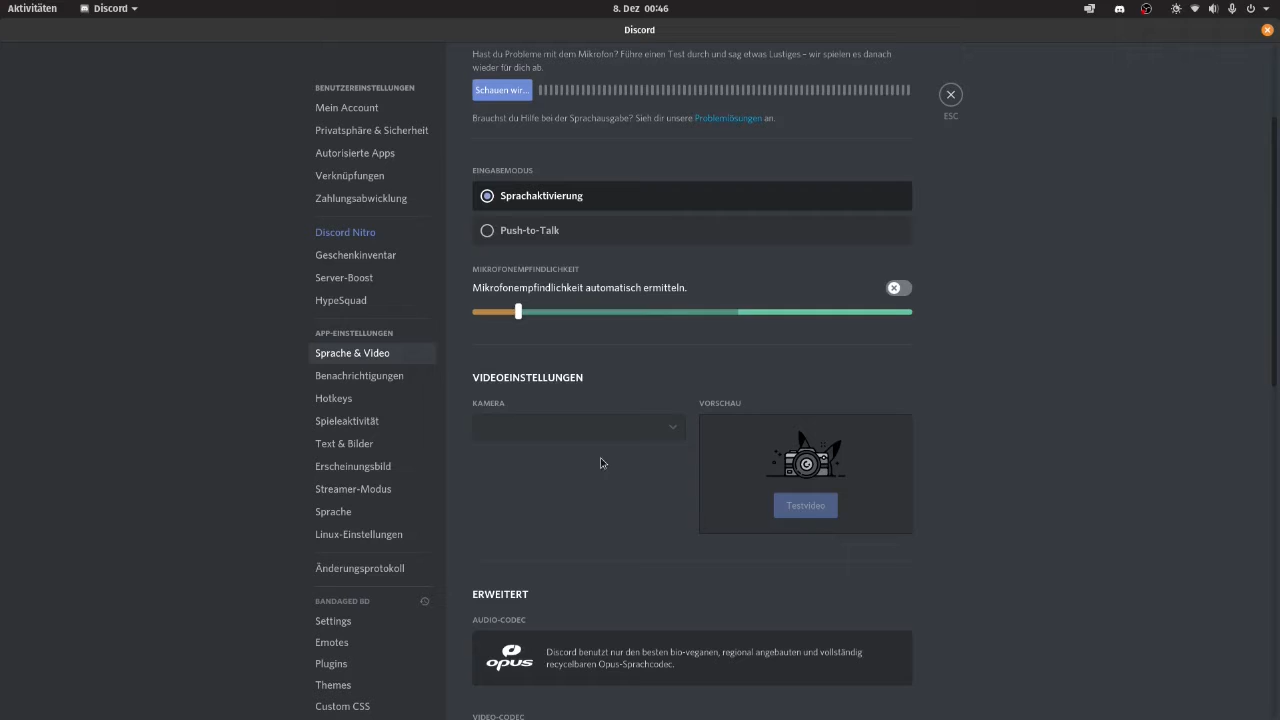 Aktivitäten
Discord
8. Dez 00:46
Discord
BENUTZEREINSTELLUNGEN
Mein Account
Privatsphäre & Sicherheit
Autorisierte Apps
Verknüpfungen
Zahlungsabwicklung
Discord Nitro
Geschenkinventar
Server-Boost
HypeSquad
APP-EINSTELLUNGEN
Sprache & Video
Benachrichtigungen
Hotkeys
Spieleaktivität
Text & Bilder
Erscheinungsbild
Streamer-Modus
Sprache
Linux-Einstellungen
Änderungsprotokoll
BANDAGED BD
Settings
Emotes
Plugins
Themes
Custom CSS
Hast du Probleme mit dem Mikrofon? Führe einen Test durch und sag etwas Lustiges – wir spielen es danach
wieder für dich ab.
Schauen wir...
Brauchst du Hilfe bei der Sprachausgabe? Sieh dir unsere Problemlösungen an.
EINGABEMODUS
Sprachaktivierung
Push-to-Talk
MIKROFONEMPFINDLICHKEIT
Mikrofonempfindlichkeit automatisch ermitteln.
VIDEOEINSTELLUNGEN
KAMERA
VORSCHAU
Testvideo
ERWEITERT
AUDIO-CODEC
opus
Discord benutzt nur den besten bio-veganen, regional angebauten und vollständig
recycelbaren Opus-Sprachcodec.
VIDEO-CODEC
ESC